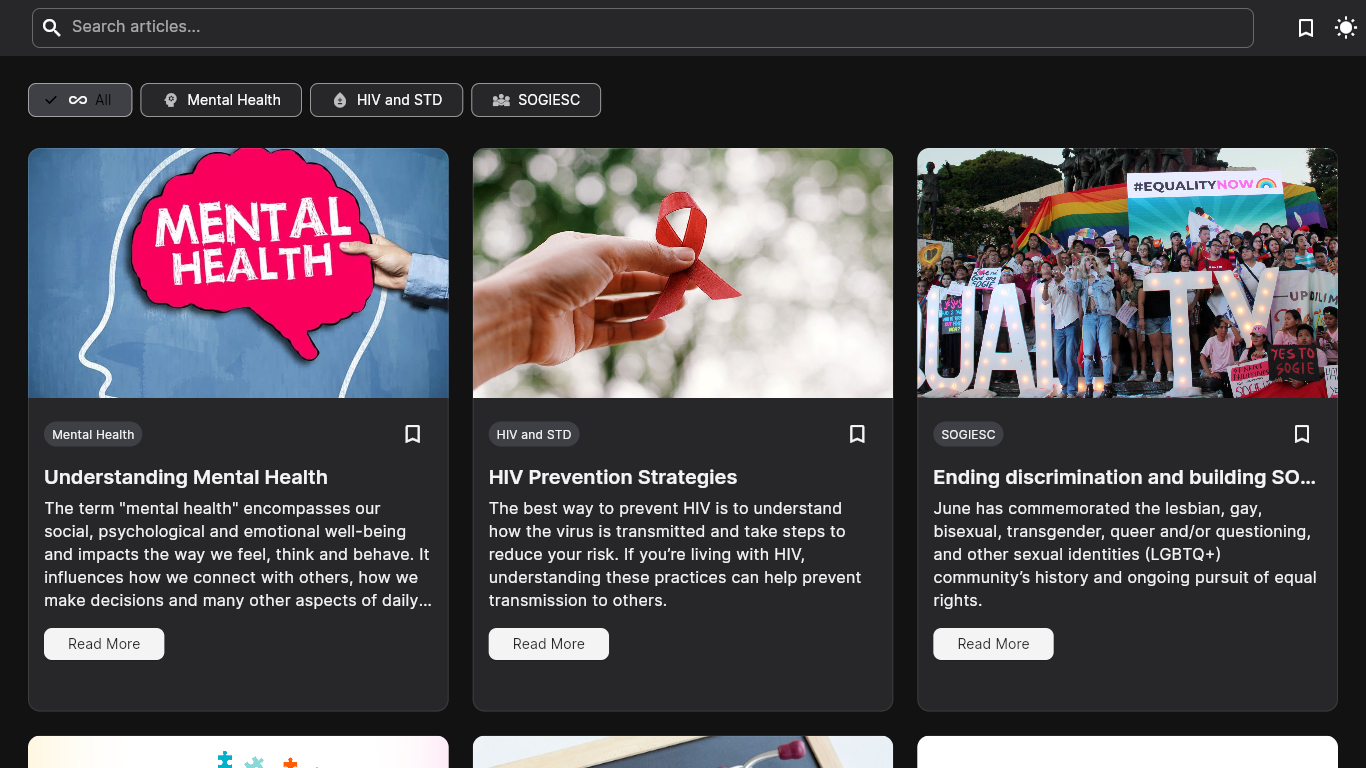 Search articles...
All
Mental Health
HIV and STD
SOGIESC
MENTAL
HEALTH
#EQUALITYNOW
UALITY
YES TO
SOGIE
Mental Health
HIV and STD
SOGIESC
Understanding Mental Health
The term "mental health" encompasses our
social, psychological and emotional well-being
and impacts the way we feel, think and behave. It
influences how we connect with others, how we
make decisions and many other aspects of daily...
Read More
HIV Prevention Strategies
The best way to prevent HIV is to understand
how the virus is transmitted and take steps to
reduce your risk. If you’re living with HIV,
understanding these practices can help prevent
transmission to others.
Read More
Ending discrimination and building SO...
June has commemorated the lesbian, gay,
bisexual, transgender, queer and/or questioning,
and other sexual identities (LGBTQ+)
community’s history and ongoing pursuit of equal
rights.
Read More